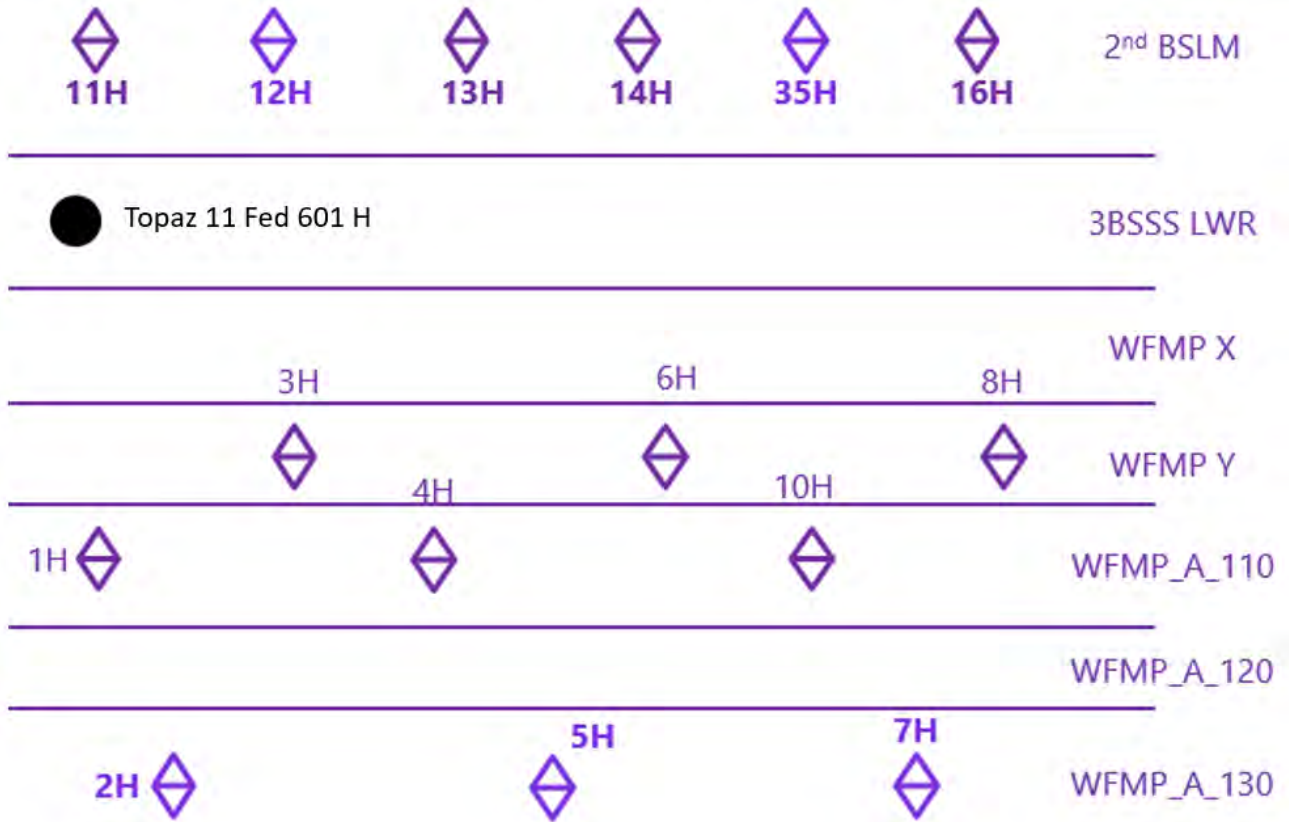 2nd BSLM
11H 12H 13H 14H 35H 16H
Topaz 11 Fed 601 H 3BSSS LWR
WFMP X
3H 6H 8H
WFMP Y
4H 10H
1H WFMP_A_110
WFMP_A_120
5H 7H
2H WFMP_A_130